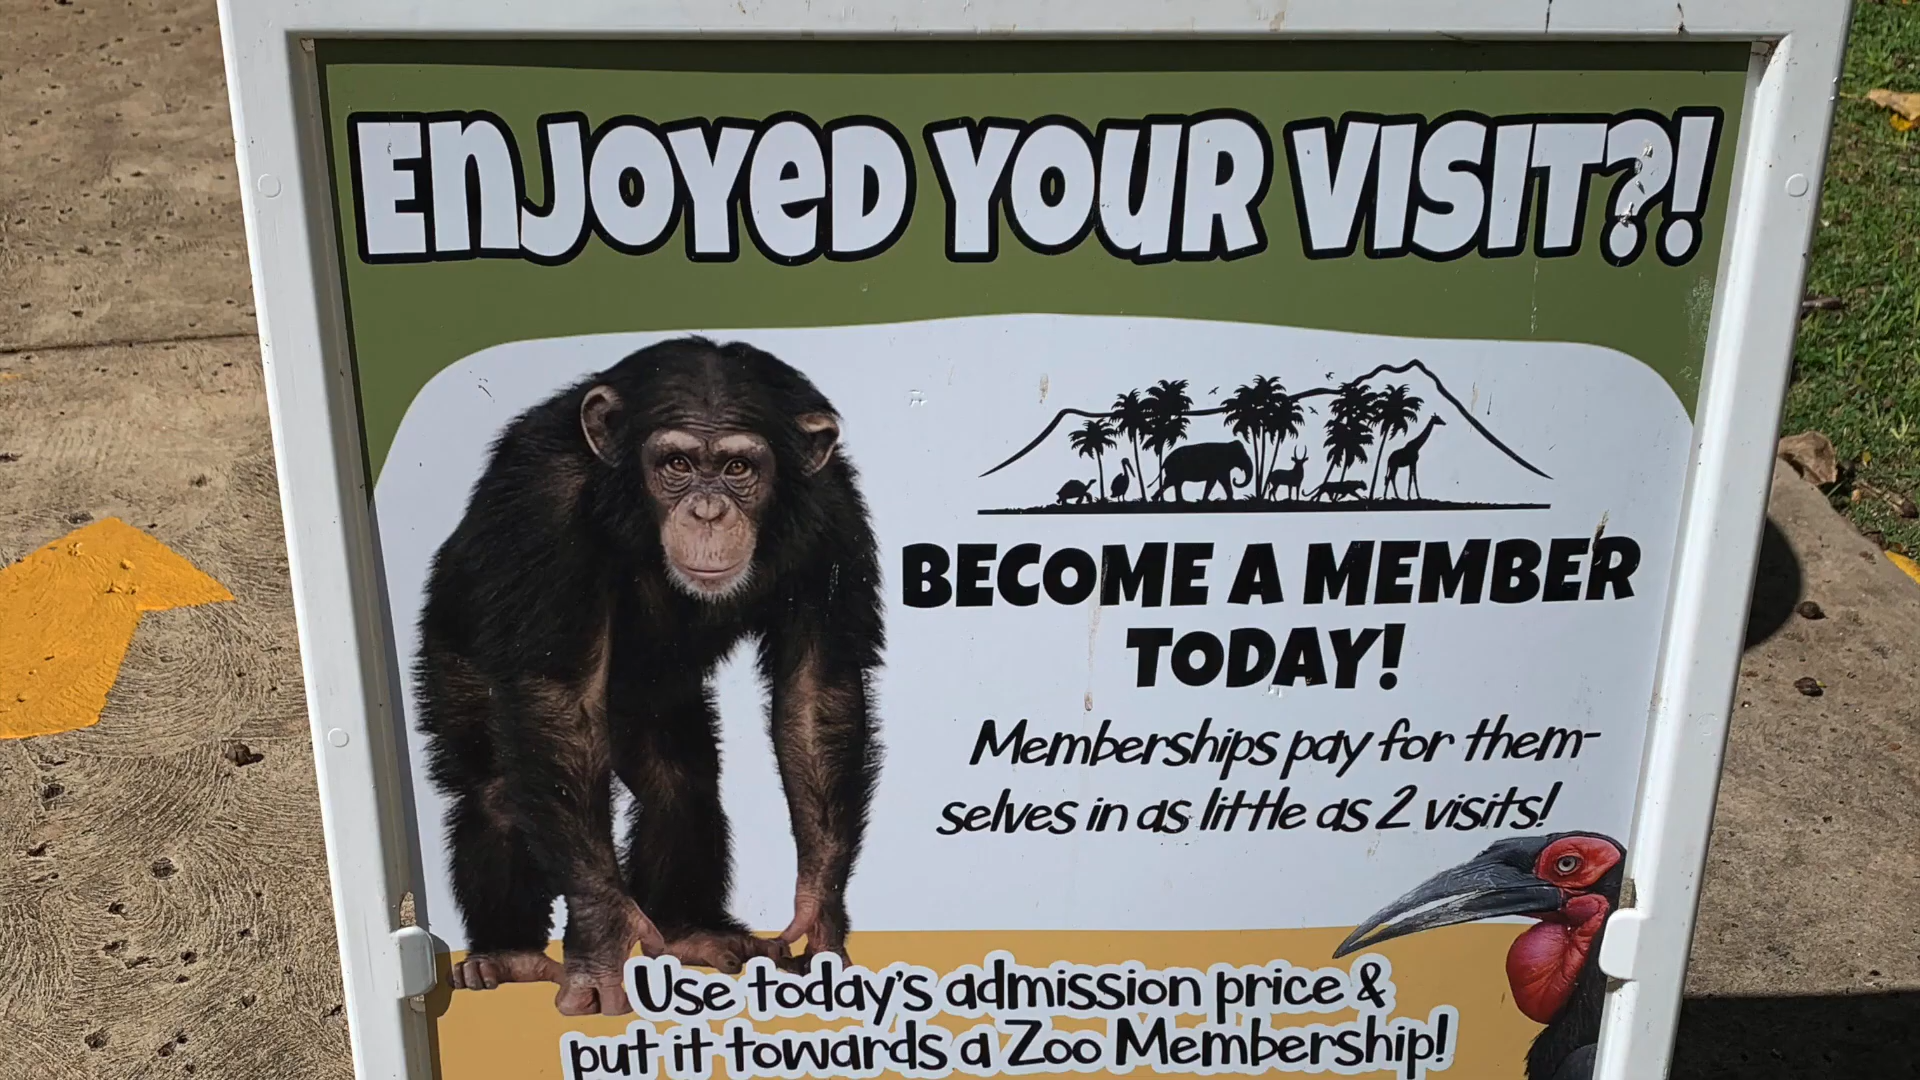 ENJOYED YOUR VISIT?!
BECOME A MEMBER
TODAY!
Memberships pay for them-
selves in as little as 2 visits!
Use today's admission price &
put it towards a Zoo Membership!